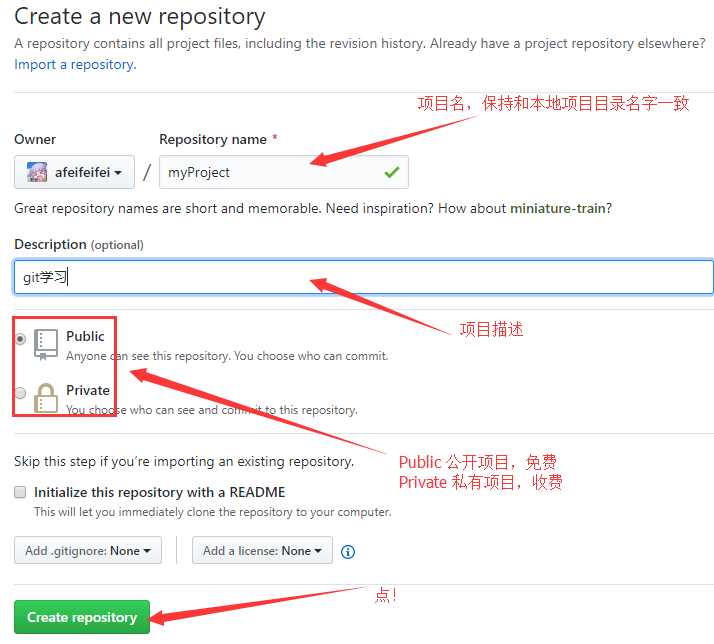 Create a new repository
A repository contains all project files, including the revision history. Already have a project repository elsewhere?
Import a repository.
项目名，保持和本地项目目录名字一致
Owner
Repository name *
afeifeifei
/
myProject
Great repository names are short and memorable. Need inspiration? How about miniature-train?
Description (optional)
git学习
项目描述
Public
Anyone can see this repository. You choose who can commit.
Private
You choose who can see and commit to this repository.
Public 公开项目，免费
Private 私有项目，收费
Skip this step if you’re importing an existing repository.
Initialize this repository with a README
This will let you immediately clone the repository to your computer.
Add .gitignore: None
Add a license: None
点！
Create repository